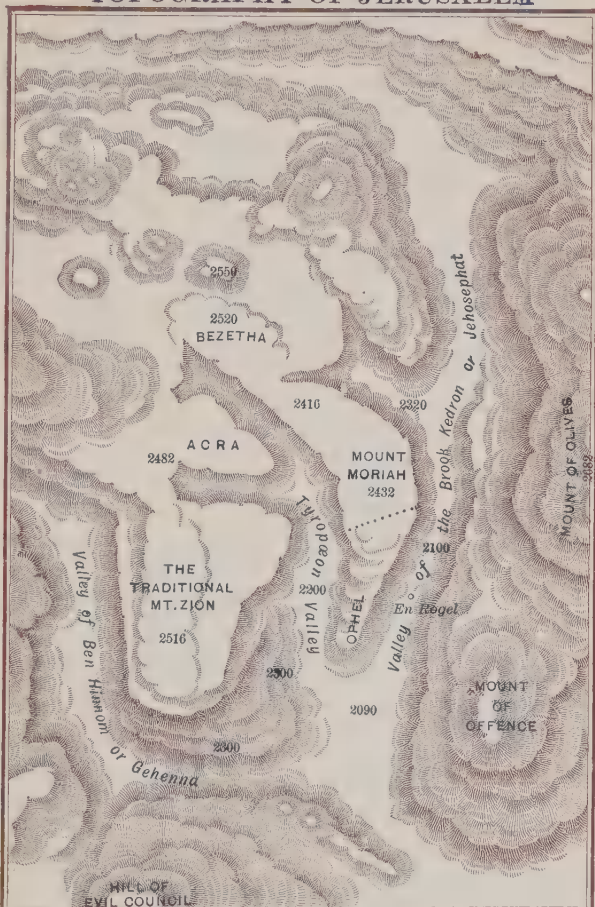 TOPOGRAPHY OF JERUSALEM
2550
2520
BEZETHA
2416
2320
ACRA
2482
MOUNT
MORIAH
2432
Valley of the Brook Kedron or Jehosephat
MOUNT OF OLIVES
2682
2100
Tyropœon Valley
2200
THE
TRADITIONAL
MT. ZION
2516
Valley of Ben Hinnom or Gehenna
OPHEL
En Rogel
2300
2090
MOUNT
OF
OFFENCE
2300
HILL OF
EVIL COUNCIL